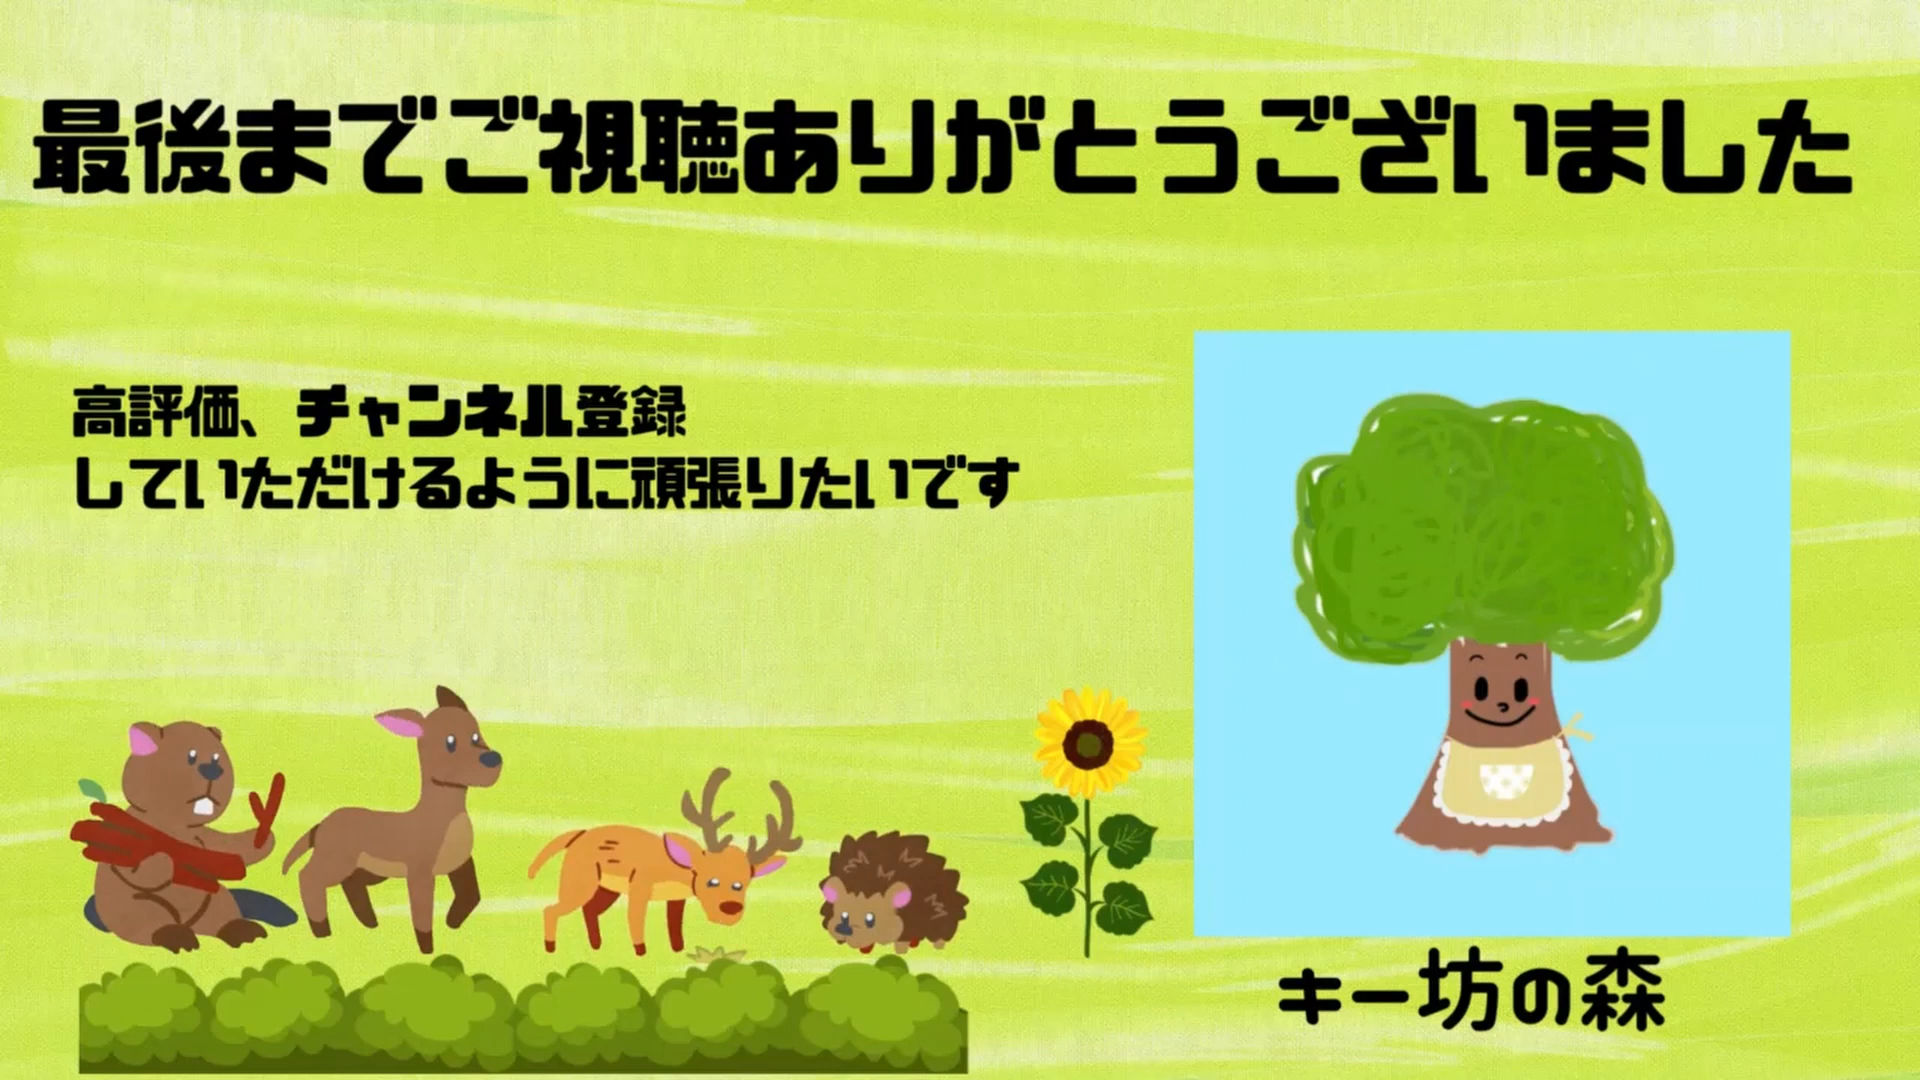 最後までご視聴ありがとうございました
高評価、チャンネル登録
していただけるように頑張りたいです
キー坊の森